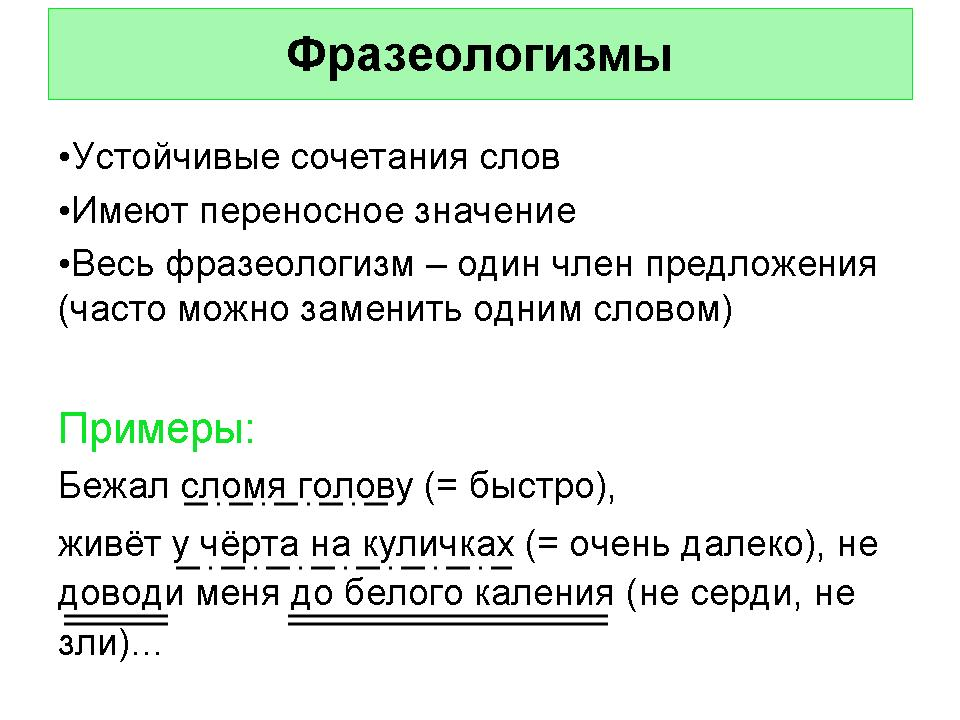 Фразеологизмы
•Устойчивые сочетания слов
•Имеют переносное значение
•Весь фразеологизм – один член предложения
(часто можно заменить одним словом)
Примеры:
Бежал сломя голову (= быстро),
живёт у чёрта на куличках (= очень далеко), не
доводи меня до белого каления (не серди, не
зли)...